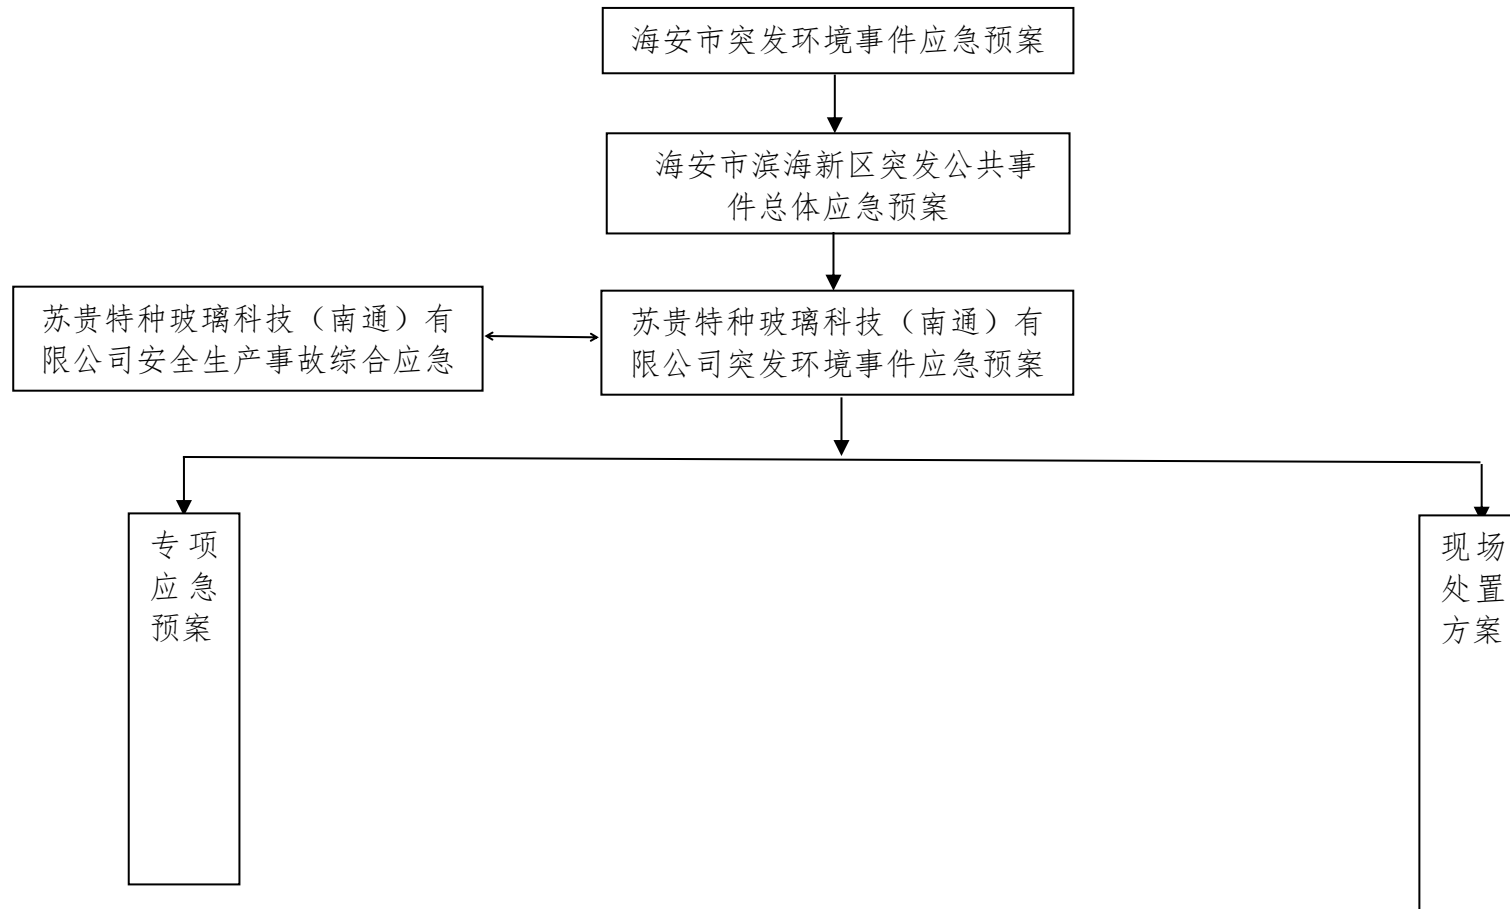 海安市突发环境事件应急预案
海安市滨海新区突发公共事
件总体应急预案
苏贵特种玻璃科技（南通）有
限公司安全生产事故综合应急
苏贵特种玻璃科技（南通）有
限公司突发环境事件应急预案
专项
应急
预案
现场
处置
方案